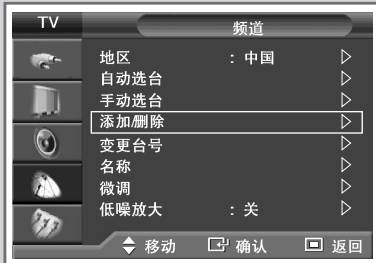 TV 频道
地区 : 中国
自动选台
手动选台
添加/删除
变更台号
名称
微调
低噪放大 : 关
移动 确认 返回